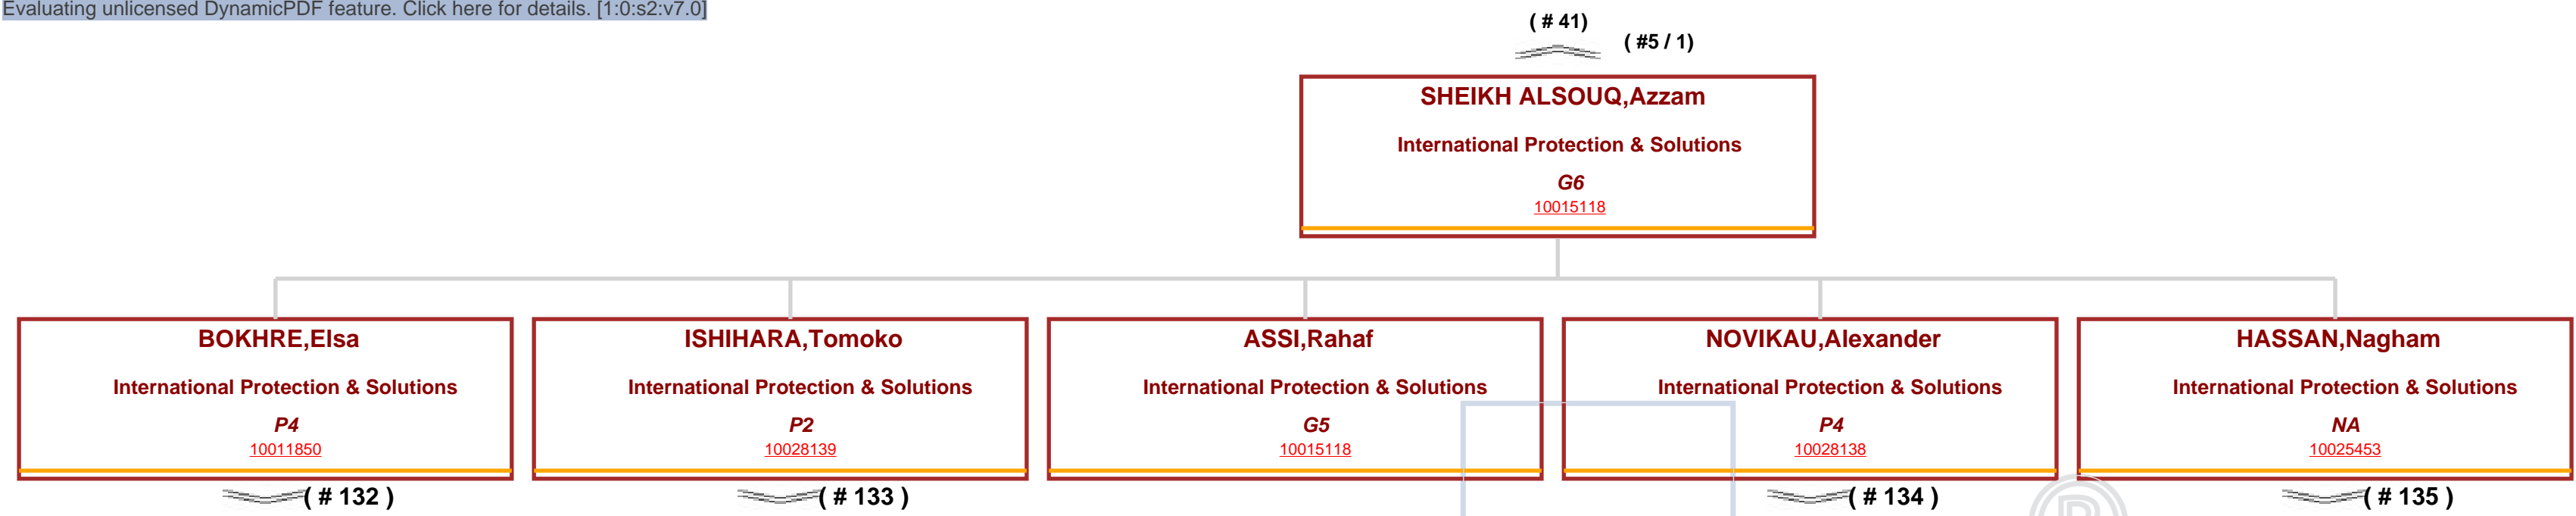 Evaluating unlicensed DynamicPDF feature. Click here for details. [1:0:s2:v7.0]
( # 41)
( #5 / 1)
SHEIKH ALSOUQ,Azzam
International Protection & Solutions
G6
10015118
BOKHRE,Elsa
International Protection & Solutions
P4
10011850
( # 132 )
ISHIHARA,Tomoko
International Protection & Solutions
P2
10028139
( # 133 )
ASSI,Rahaf
International Protection & Solutions
G5
10015118
NOVIKAU,Alexander
International Protection & Solutions
P4
10028138
( # 134 )
HASSAN,Nagham
International Protection & Solutions
NA
10025453
( # 135 )